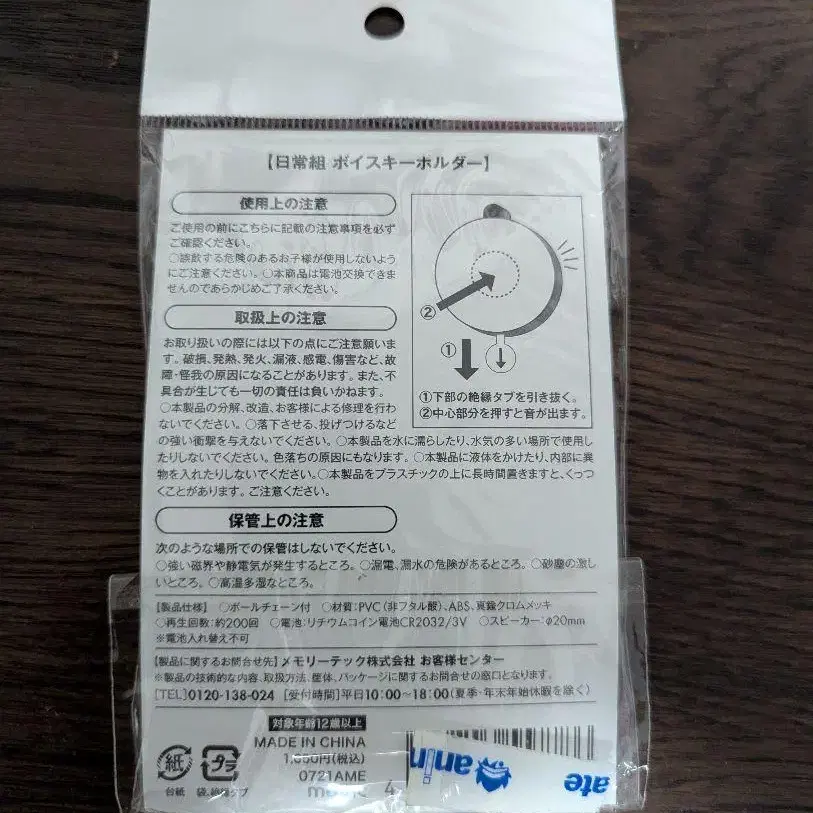 【日常組 ボイスキーホルダー】
使用上の注意
ご使用の前にこちらに記載の注意事項を必ず
ご確認ください。
○誤飲する危険のあるお子様が使用しないよう
にご注意ください。○本商品は電池交換できま
せんのであらかじめご了承ください。
②
①
①下部の絶縁タブを引き抜く。
②中心部分を押すと音が出ます。
取扱上の注意
お取り扱いの際には以下の点にご注意願いま
す。破損、発熱、発火、漏液、感電、傷害など、故
障・怪我の原因になることがあります。また、不
具合が生じても一切の責任は負いかねます。
○本製品の分解、改造、お客様による修理を行わ
ないでください。○落下させる、投げつけるなど
の強い衝撃を与えないでください。○本製品を水に濡らしたり、水気の多い場所で使用し
たりしないでください。色落ちの原因にもなります。○本製品に液体をかけたり、内部に異
物を入れたりしないでください。○本製品をプラスチックの上に長時間置きますと、くっつ
くことがあります。ご注意ください。
保管上の注意
次のような場所での保管はしないでください。
○強い磁界や静電気が発生するところ。○漏電、漏水の危険があるところ。○砂塵の激し
いところ。○高温多湿なところ。
【製品仕様】 ○ボールチェーン付 ○材質:PVC(非フタル酸)、ABS、真鍮クロムメッキ
○再生回数:約200回 ○電池:リチウムコイン電池CR2032/3V ○スピーカー:φ20mm
※電池入れ替え不可
【製品に関するお問合せ先】メモリーテック株式会社 お客様センター
※製品の技術的な内容、取扱方法、筐体、パッケージに関するお問合せの窓口となります。
[TEL]0120-138-024 [受付時間]平日10:00〜18:00(夏季・年末年始休暇を除く)
対象年齢12歳以上
MADE IN CHINA
(税込)
0721AME
紙
台紙
プラ
袋、絶縁タブ
4
anim
ate